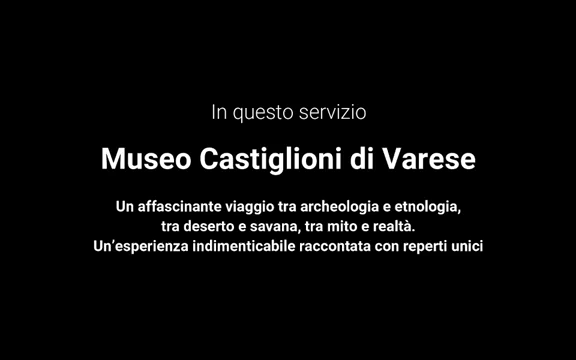 In questo servizio
Museo Castiglioni di Varese
Un affascinante viaggio tra archeologia e etnologia,
tra deserto e savana, tra mito e realtà.
Un’esperienza indimenticabile raccontata con reperti unici